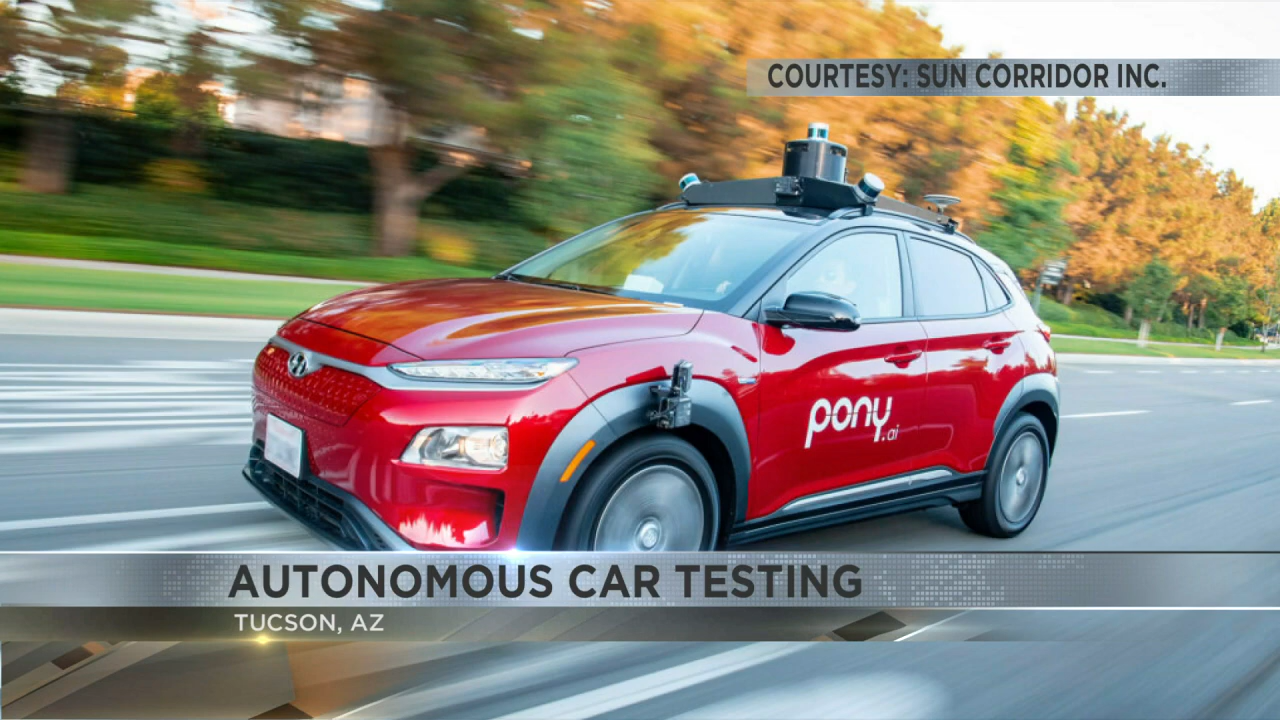 COURTESY: SUN CORRIDOR INC.
pony.ai
AUTONOMOUS CAR TESTING
TUCSON, AZ